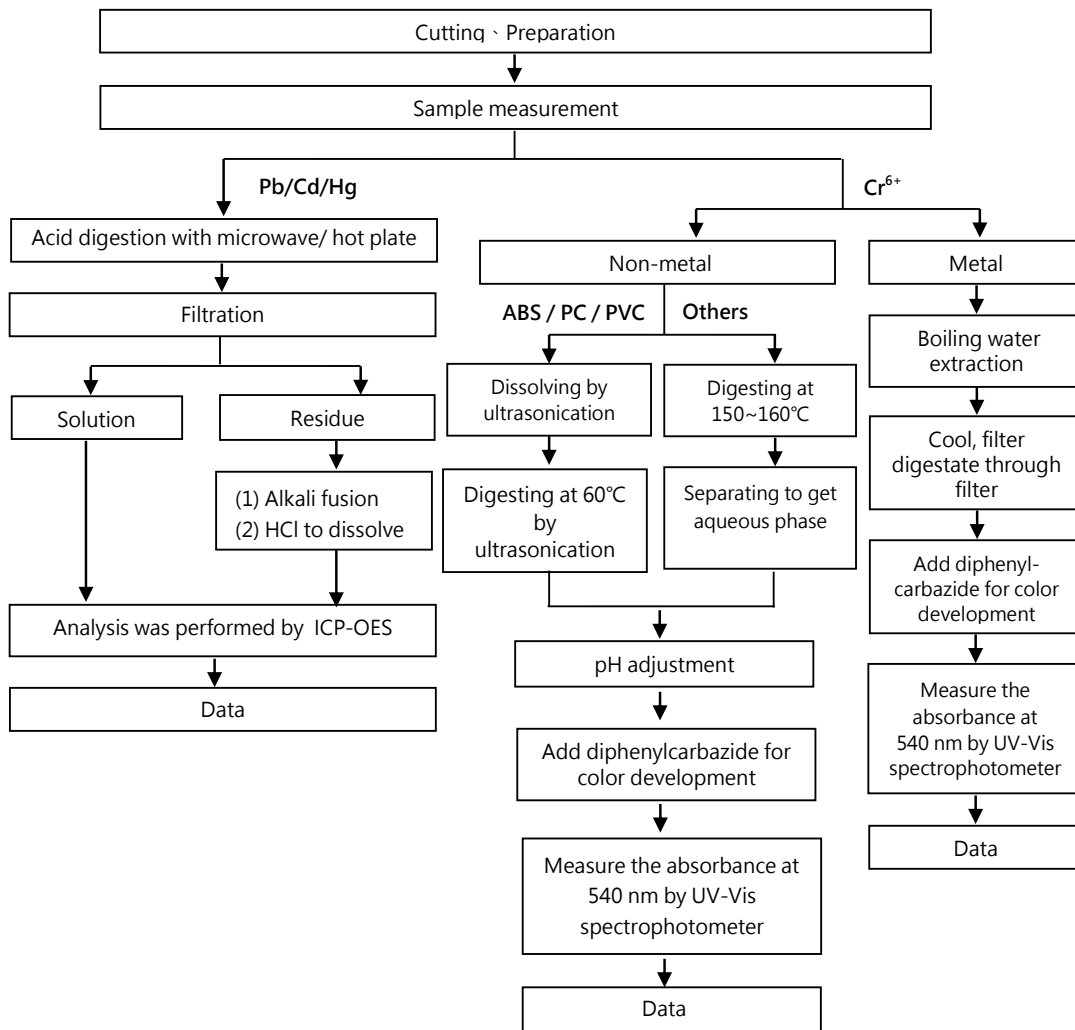 Cutting、Preparation
Sample measurement
Pb/Cd/Hg
Acid digestion with microwave/ hot plate
Filtration
Solution
Residue
(1) Alkali fusion
(2) HCl to dissolve
Analysis was performed by ICP-OES
Data
Cr⁶⁺
Non-metal
ABS / PC / PVC
Others
Dissolving by
ultrasonication
Digesting at 60℃
by
ultrasonication
Digesting at
150~160℃
Separating to get
aqueous phase
pH adjustment
Add diphenylcarbazide for
color development
Measure the absorbance at
540 nm by UV-Vis
spectrophotometer
Data
Metal
Boiling water
extraction
Cool, filter
digestate through
filter
Add diphenyl-
carbazide for color
development
Measure the
absorbance at
540 nm by UV-Vis
spectrophotometer
Data